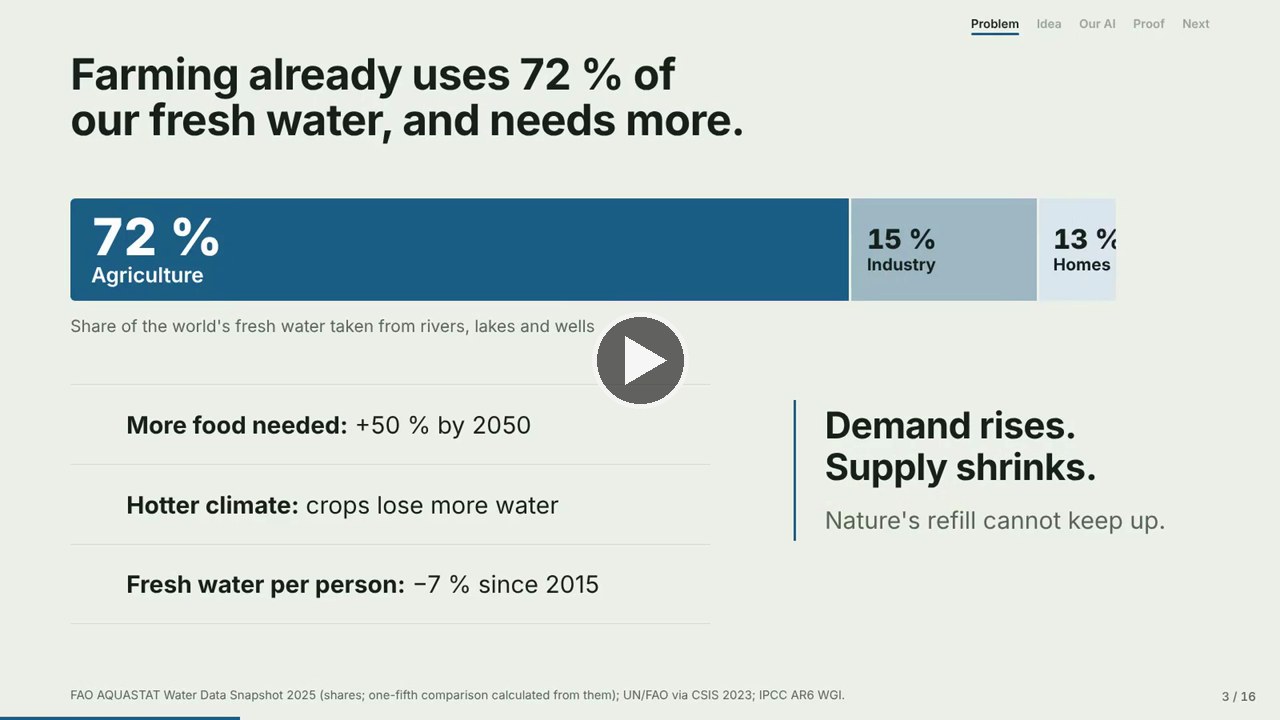 Problem Idea Our AI Proof Next
Farming already uses 72 % of
our fresh water, and needs more.
72 %
Agriculture
15 %
Industry
13 %
Homes
Share of the world's fresh water taken from rivers, lakes and wells
More food needed: +50 % by 2050
Hotter climate: crops lose more water
Fresh water per person: −7 % since 2015
Demand rises.
Supply shrinks.
Nature's refill cannot keep up.
FAO AQUASTAT Water Data Snapshot 2025 (shares; one-fifth comparison calculated from them); UN/FAO via CSIS 2023; IPCC AR6 WGI.
3 / 16